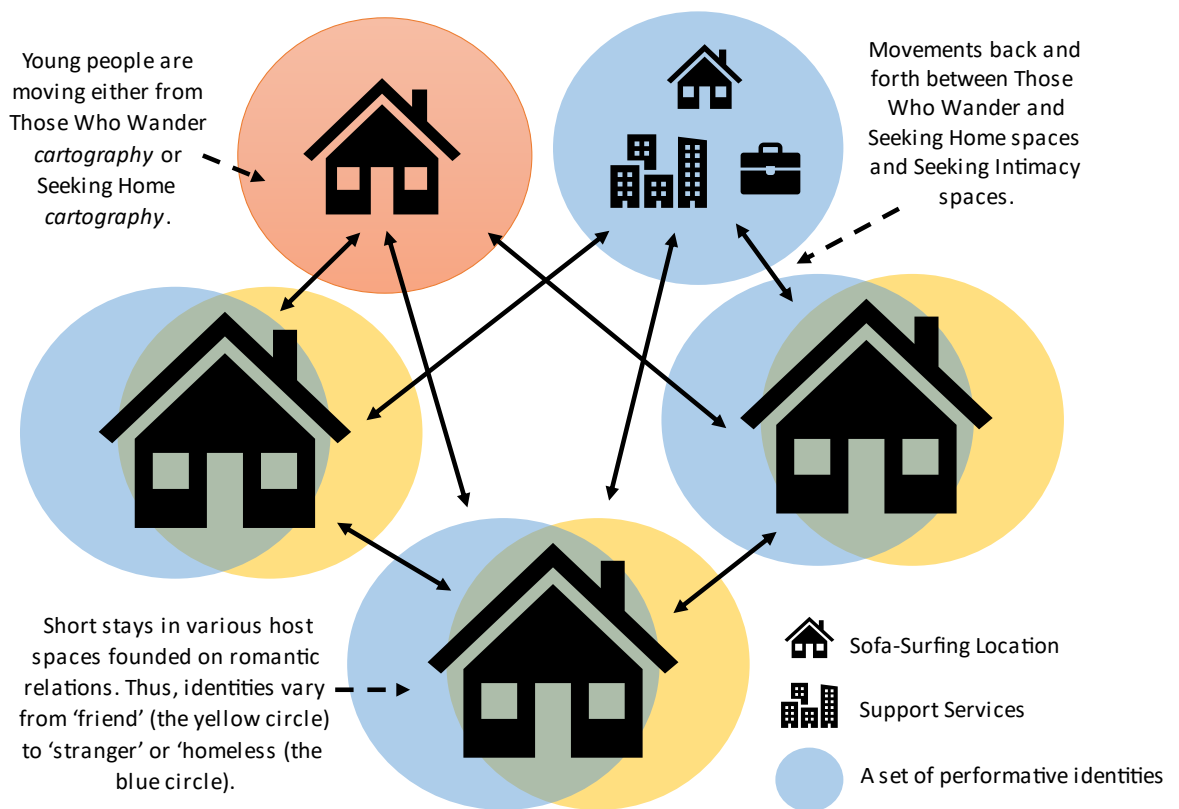 Young people are
moving either from
Those Who Wander
cartography or
Seeking Home
cartography.
Movements back and
forth between Those
Who Wander and
Seeking Home spaces
and Seeking Intimacy
spaces.
Short stays in various host
spaces founded on romantic
relations. Thus, identities vary
from ‘friend’ (the yellow circle)
to ‘stranger’ or ‘homeless (the
blue circle).
Sofa-Surfing Location
Support Services
A set of performative identities